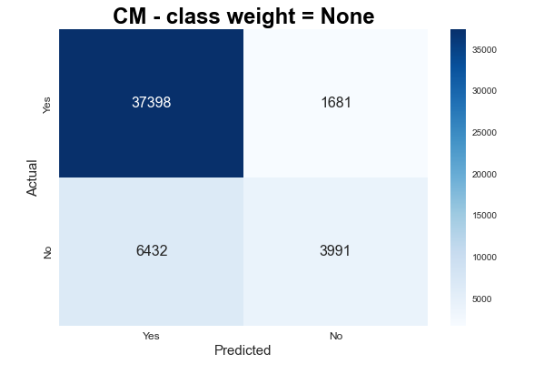 CM - class weight = None
Yes
37398
1681
Actual
No
6432
3991
Yes
No
Predicted
35000
30000
25000
20000
15000
10000
5000